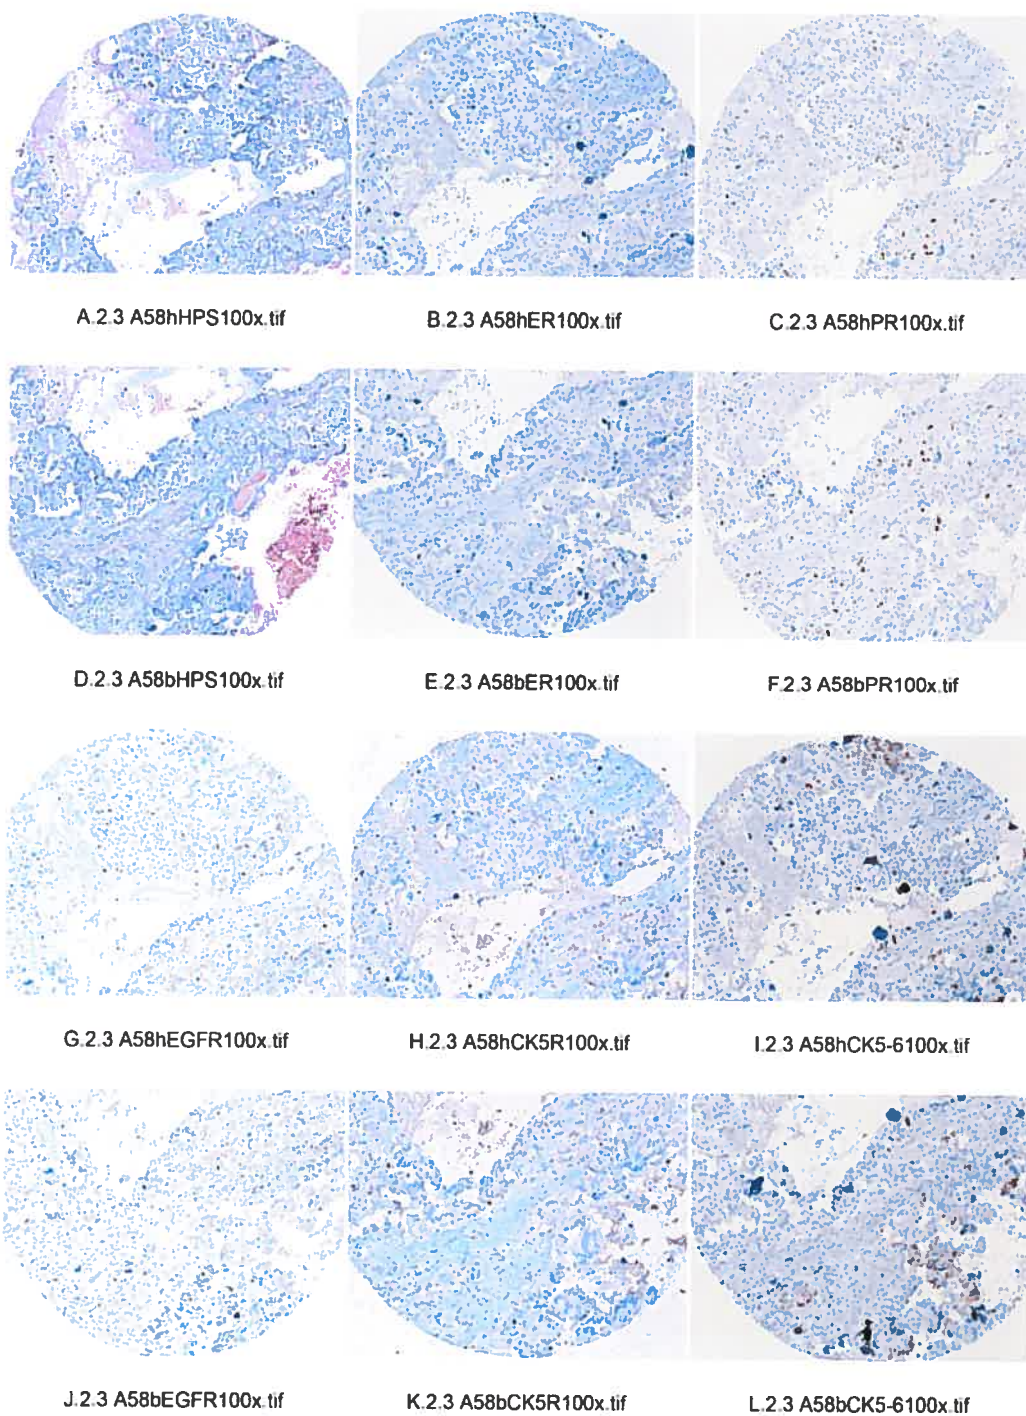 A.2.3 A58hHPS100x.tif
B.2.3 A58hER100x.tif
C.2.3 A58hPR100x.tif
D.2.3 A58bHPS100x.tif
E.2.3 A58bER100x.tif
F.2.3 A58bPR100x.tif
G.2.3 A58hEGFR100x.tif
H.2.3 A58hCK5R100x.tif
I.2.3 A58hCK5-6100x.tif
J.2.3 A58bEGFR100x.tif
K.2.3 A58bCK5R100x.tif
L.2.3 A58bCK5-6100x.tif